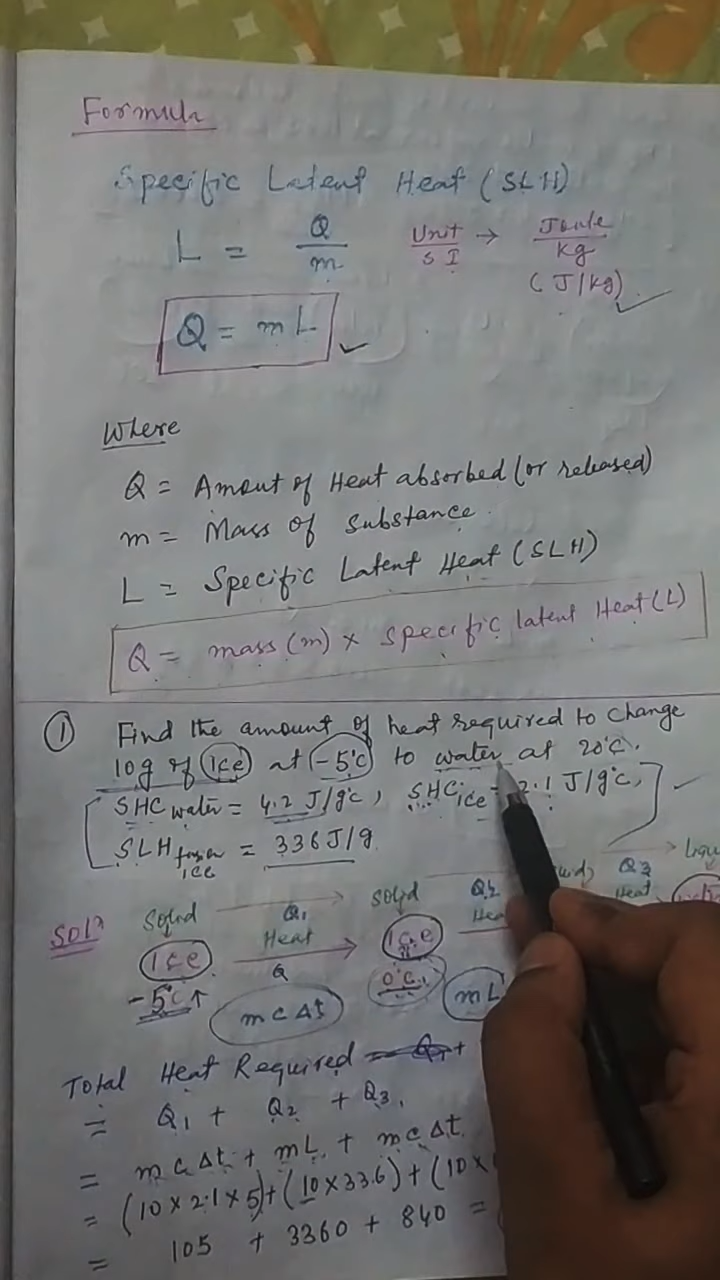 Formula
Specific Latent Heat (SLH)
L = Q/m Unit/SI → Joule/kg
(J/kg)
Q = mL
Where
Q = Amout of Heat absorbed (or released)
m = Mass of Substance
L = Specific Latent Heat (SLH)
Q = mass (m) × specific latent Heat (L)
① Find the amount of heat required to change
10g of ice at -5°C to water at 20°C.
SHC water = 4.2 J/g°C, SHC ice = 2.1 J/g°C,
SLH fusion ice = 336 J/g
Solid Q1 Solid Q2 Q3
Soln Ice Heat Ice Heat
-5°C↑ Q 0°C
mcΔt mL
Total Heat Required = Q1 +
= Q1 + Q2 + Q3.
= mcΔt + mL + mcΔt
= (10×2.1×5)+(10×33.6)+(10×
= 105 + 3360 + 840 =